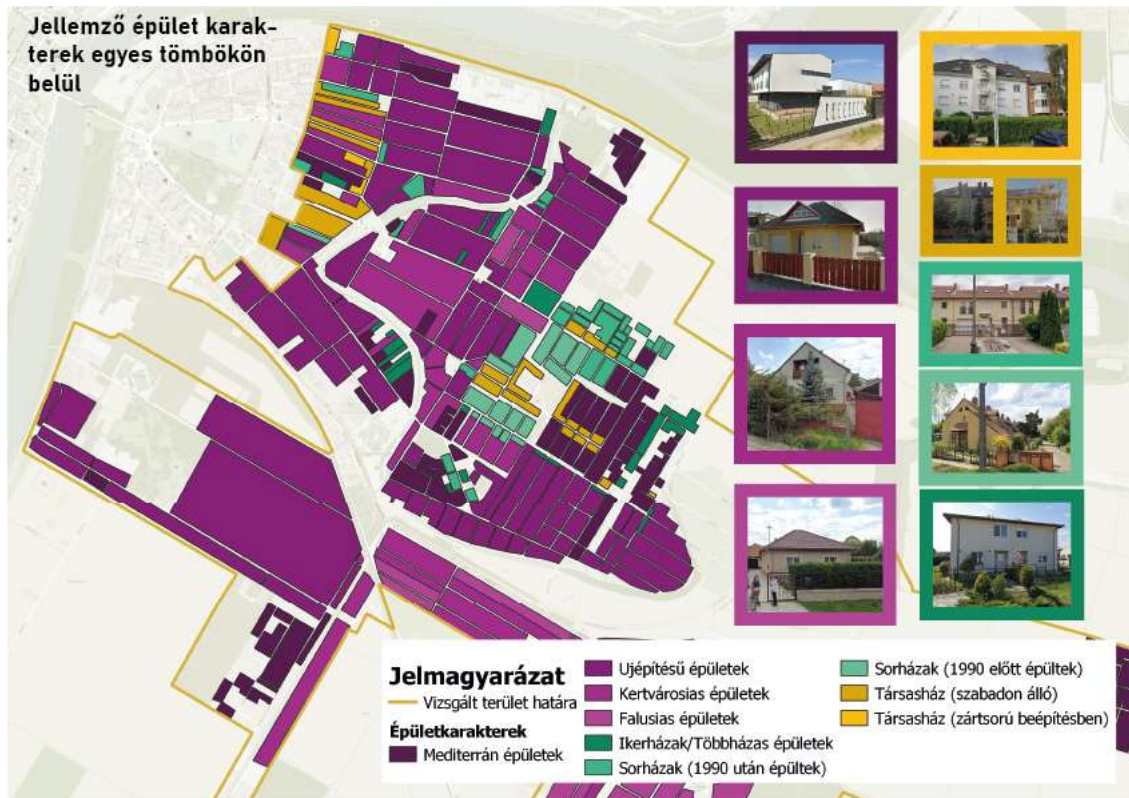 Jellemző épület karak-
terek egyes tömbökön
belül
Jelmagyarázat
Vizsgált terület határa
Épületkarakterek
Mediterrán épületek
Ujépítésű épületek
Kertvárosias épületek
Falusias épületek
Ikerházak/Többházas épületek
Sorházak (1990 után épültek)
Sorházak (1990 előtt épültek)
Társasház (szabadon álló)
Társasház (zártsorú beépítésben)